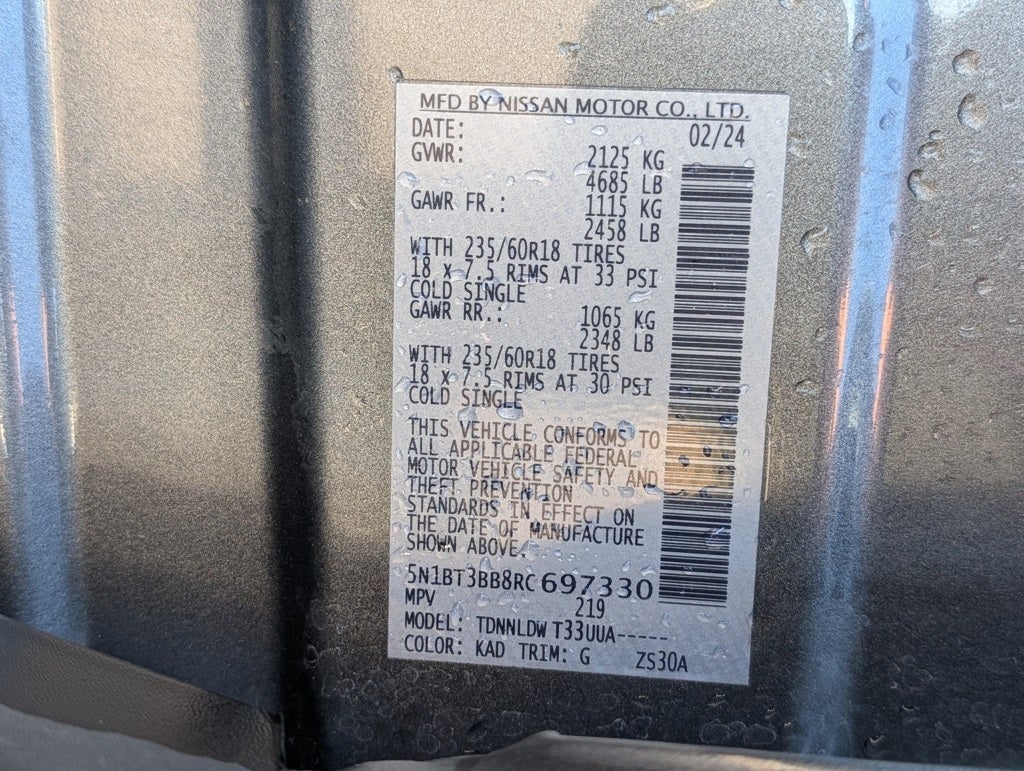 MFD BY NISSAN MOTOR CO., LTD.
DATE: 02/24
GVWR: 2125 KG
4685 LB
GAWR FR.: 1115 KG
2458 LB
WITH 235/60R18 TIRES
18 x 7.5 RIMS AT 33 PSI
COLD SINGLE
GAWR RR.: 1065 KG
2348 LB
WITH 235/60R18 TIRES
18 x 7.5 RIMS AT 30 PSI
COLD SINGLE
THIS VEHICLE CONFORMS TO
ALL APPLICABLE FEDERAL
MOTOR VEHICLE SAFETY AND
THEFT PREVENTION
STANDARDS IN EFFECT ON
THE DATE OF MANUFACTURE
SHOWN ABOVE.
5N1BT3BB8RC697330
MPV 219
MODEL: TDNNLDW T33UUA-----
COLOR: KAD TRIM: G ZS30A